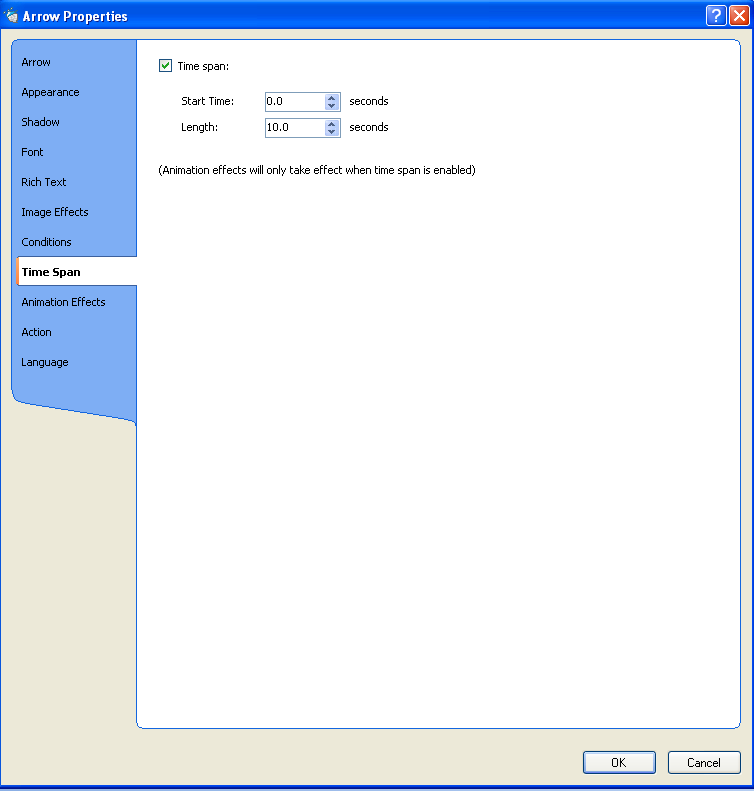 Arrow Properties
Arrow
Appearance
Shadow
Font
Rich Text
Image Effects
Conditions
Time Span
Animation Effects
Action
Language
Time span:
Start Time: 0.0 seconds
Length: 10.0 seconds
(Animation effects will only take effect when time span is enabled)
OK Cancel